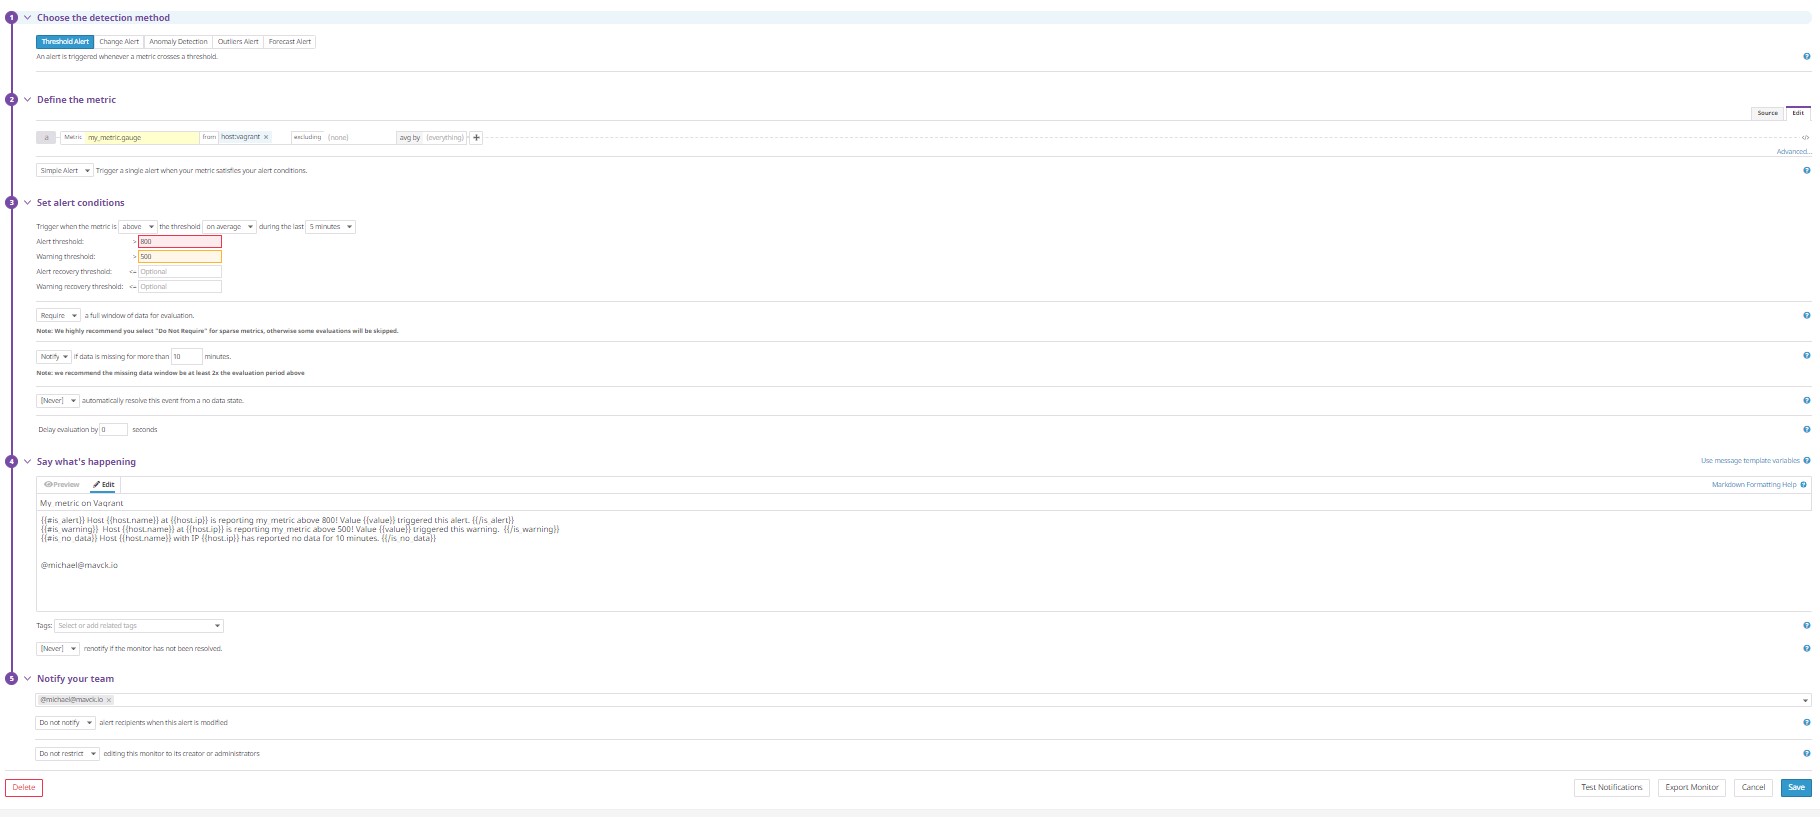 1 Choose the detection method
Threshold Alert Change Alert Anomaly Detection Outliers Alert Forecast Alert
An alert is triggered whenever a metric crosses a threshold.
2 Define the metric
Source Edit
a Metric my_metric.gauge from host:vagrant × excluding (none) avg by (everything) +
</>
Advanced...
Simple Alert Trigger a single alert when your metric satisfies your alert conditions.
3 Set alert conditions
Trigger when the metric is above the threshold on average during the last 5 minutes
Alert threshold: > 800
Warning threshold: > 500
Alert recovery threshold: <= Optional
Warning recovery threshold: <= Optional
Require a full window of data for evaluation.
Note: We highly recommend you select "Do Not Require" for sparse metrics, otherwise some evaluations will be skipped.
Notify if data is missing for more than 10 minutes.
Note: we recommend the missing data window be at least 2x the evaluation period above
[Never] automatically resolve this event from a no data state.
Delay evaluation by 0 seconds
4 Say what's happening
Use message template variables ?
Preview Edit
Markdown Formatting Help ?
My_metric on Vagrant
{{#is_alert}} Host {{host.name}} at {{host.ip}} is reporting my_metric above 800! Value {{value}} triggered this alert. {{/is_alert}}
{{#is_warning}} Host {{host.name}} at {{host.ip}} is reporting my_metric above 500! Value {{value}} triggered this warning. {{/is_warning}}
{{#is_no_data}} Host {{host.name}} with IP {{host.ip}} has reported no data for 10 minutes. {{/is_no_data}}
@michael@mavck.io
Tags: Select or add related tags
[Never] renotify if the monitor has not been resolved.
5 Notify your team
@michael@mavck.io ×
Do not notify alert recipients when this alert is modified
Do not restrict editing this monitor to its creator or administrators
Delete
Test Notifications Export Monitor Cancel Save